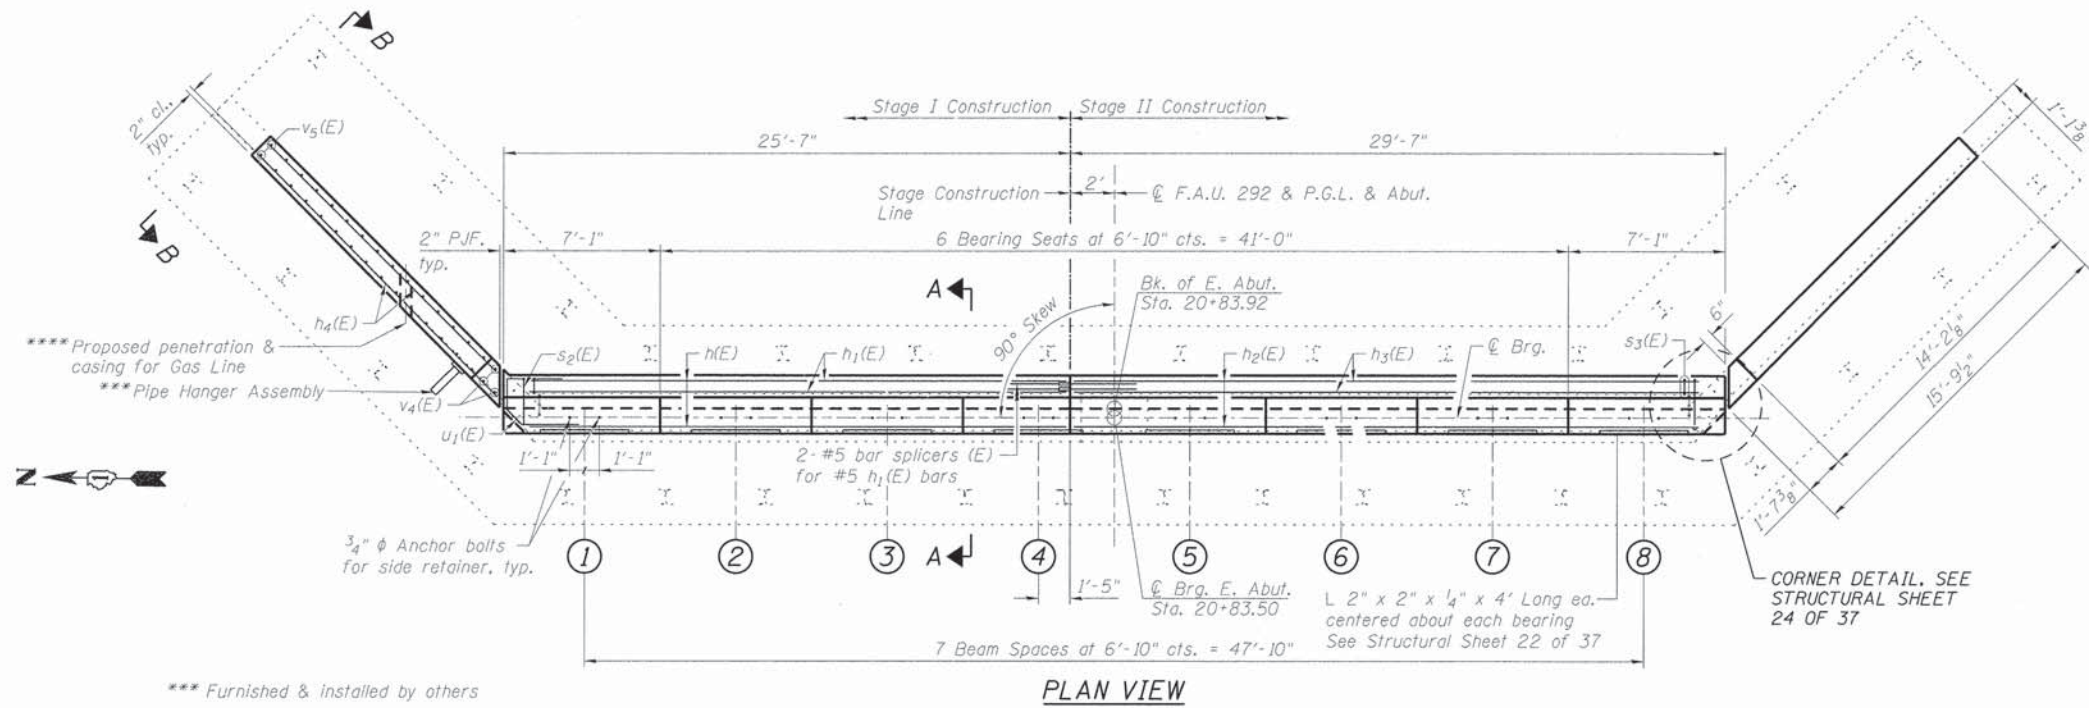 B
B
2" cl.,
typ.
v5(E)
Stage I Construction
Stage II Construction
25'-7"
29'-7"
1'-1 3/8"
Stage Construction
Line
2'
℄ F.A.U. 292 & P.G.L. & Abut.
2" PJF.
typ.
7'-1"
6 Bearing Seats at 6'-10" cts. = 41'-0"
7'-1"
A
Bk. of E. Abut.
Sta. 20+83.92
90° Skew
6"
h4(E)
**** Proposed penetration &
casing for Gas Line
*** Pipe Hanger Assembly
s2(E)
h(E)
h1(E)
h2(E)
h3(E)
℄ Brg.
s3(E)
14'-2 1/8"
15'-9 1/2"
1'-7 3/8"
v4(E)
u1(E)
1'-1"
1'-1"
2- #5 bar splicers (E)
for #5 h1(E) bars
N
3/4" ϕ Anchor bolts
for side retainer, typ.
1
2
3
A
4
5
6
7
8
1'-5"
℄ Brg. E. Abut.
Sta. 20+83.50
L 2" x 2" x 1/4" x 4' Long ea.
centered about each bearing
See Structural Sheet 22 of 37
CORNER DETAIL, SEE
STRUCTURAL SHEET
24 OF 37
7 Beam Spaces at 6'-10" cts. = 47'-10"
*** Furnished & installed by others
PLAN VIEW